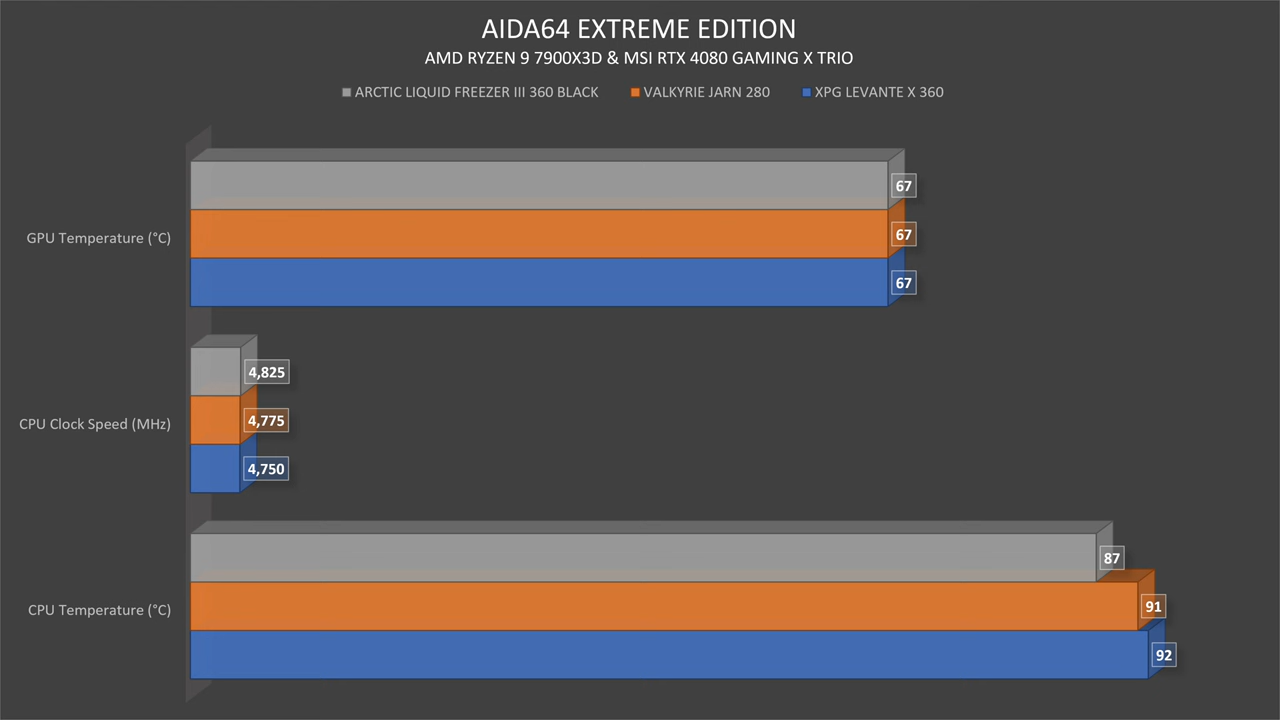 AIDA64 EXTREME EDITION
AMD RYZEN 9 7900X3D & MSI RTX 4080 GAMING X TRIO
ARCTIC LIQUID FREEZER III 360 BLACK
VALKYRIE JARN 280
XPG LEVANTE X 360
GPU Temperature (°C)
67
67
67
CPU Clock Speed (MHz)
4,825
4,775
4,750
CPU Temperature (°C)
87
91
92